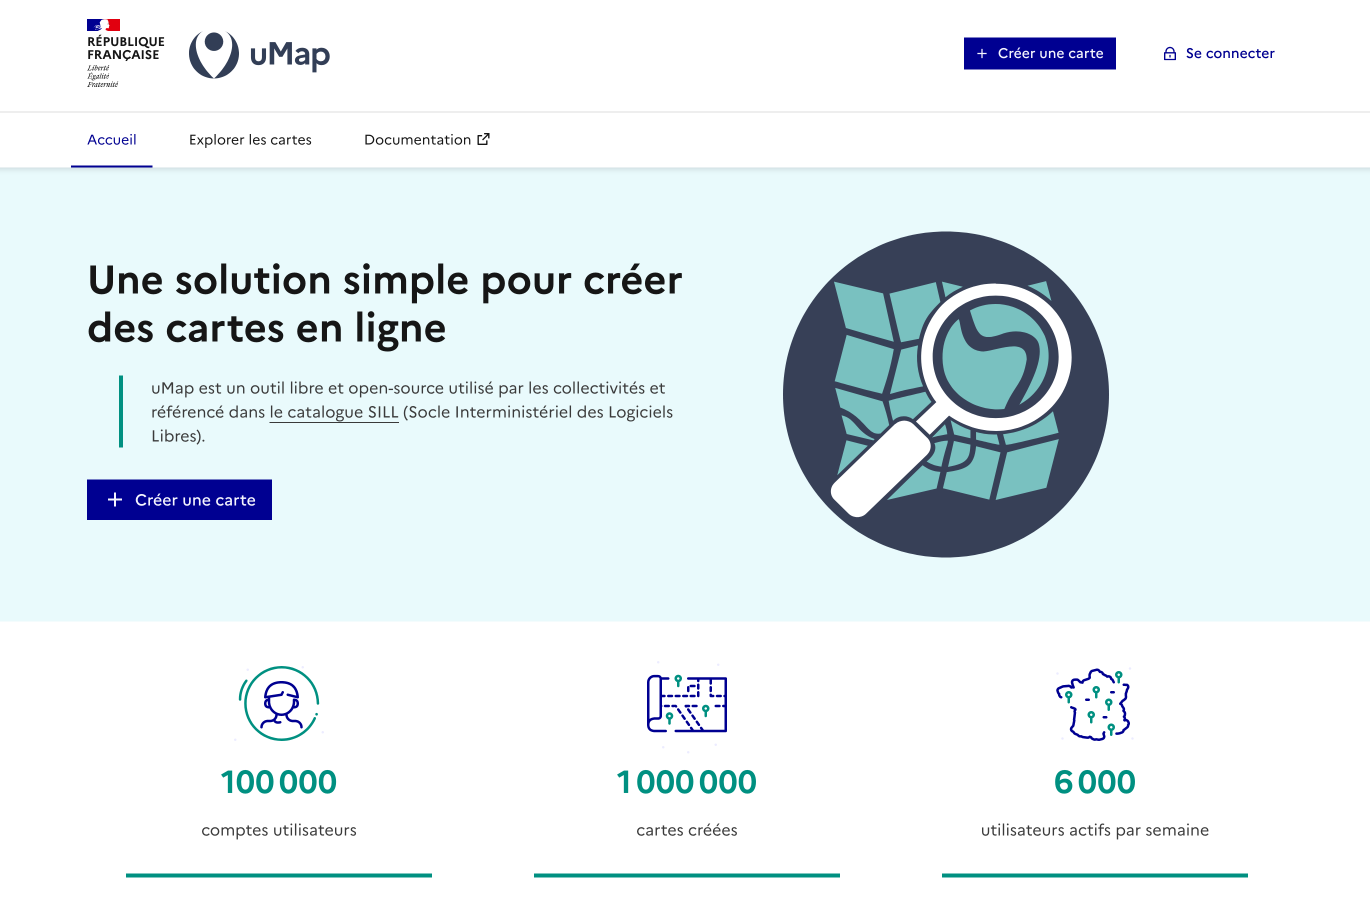 RÉPUBLIQUE
FRANÇAISE
Liberté
Égalité
Fraternité
uMap
Créer une carte
Se connecter
Accueil
Explorer les cartes
Documentation
Une solution simple pour créer
des cartes en ligne
uMap est un outil libre et open-source utilisé par les collectivités et
référencé dans le catalogue SILL (Socle Interministériel des Logiciels
Libres).
Créer une carte
100 000
comptes utilisateurs
1 000 000
cartes créées
6 000
utilisateurs actifs par semaine